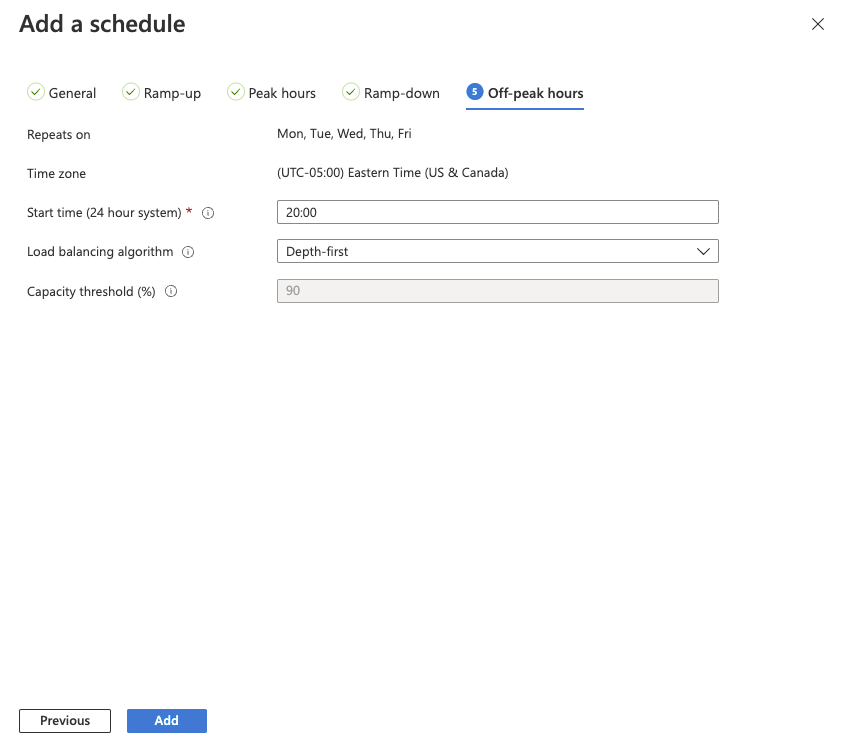 Add a schedule
General Ramp-up Peak hours Ramp-down 5 Off-peak hours
Repeats on Mon, Tue, Wed, Thu, Fri
Time zone (UTC-05:00) Eastern Time (US & Canada)
Start time (24 hour system) * 20:00
Load balancing algorithm Depth-first
Capacity threshold (%) 90
Previous Add